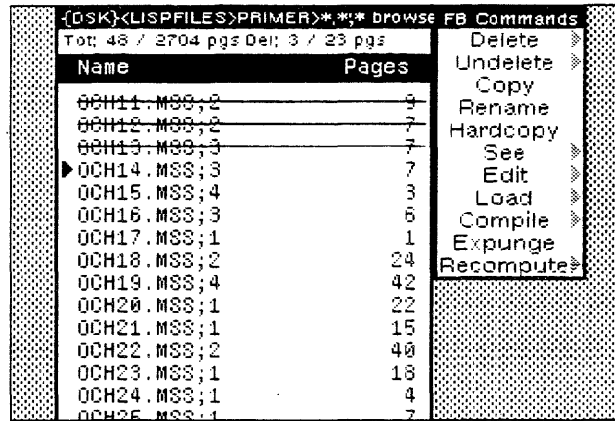 {DSK}<LISPFILES>PRIMER>*.*;* browse
Tot: 48 / 2704 pgs Del: 3 / 23 pgs
Name Pages
OCH11.MSS;2 9
OCH12.MSS;2 7
OCH13.MSS;3 7
OCH14.MSS;3 7
OCH15.MSS;4 3
OCH16.MSS;3 6
OCH17.MSS;1 1
OCH18.MSS;2 24
OCH19.MSS;4 42
OCH20.MSS;1 22
OCH21.MSS;1 15
OCH22.MSS;2 40
OCH23.MSS;1 18
OCH24.MSS;1 4
OCH25.MSS;1 7
FB Commands
Delete
Undelete
Copy
Rename
Hardcopy
See
Edit
Load
Compile
Expunge
Recompute